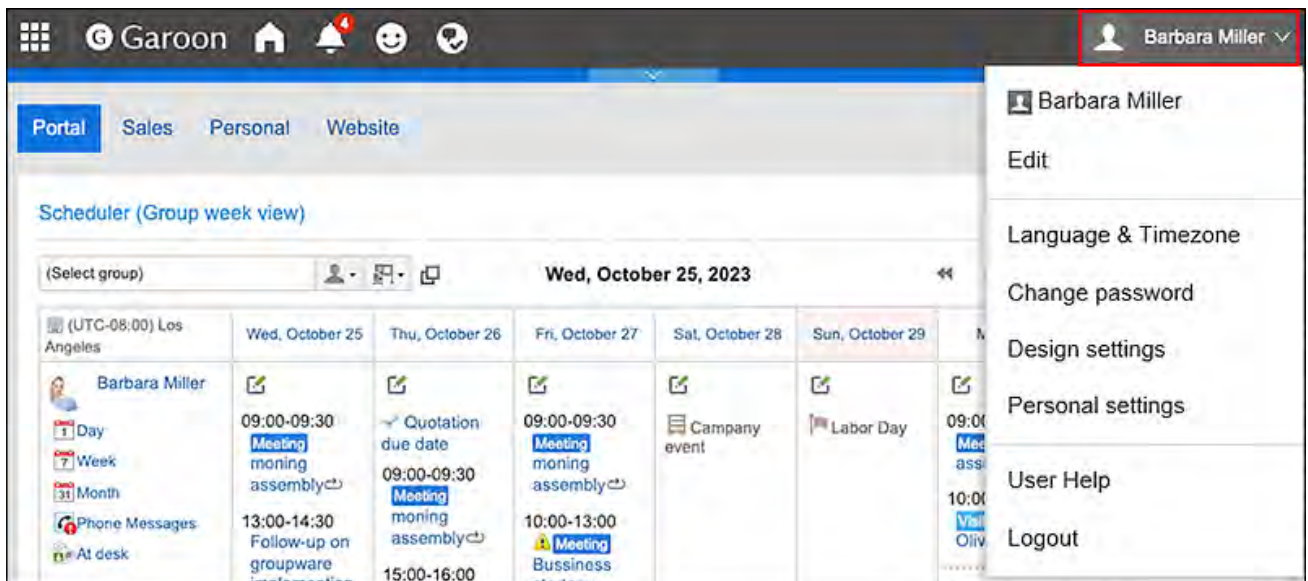 G Garoon 4 Barbara Miller
Barbara Miller
Edit
Language & Timezone
Change password
Design settings
Personal settings
User Help
Logout
Portal Sales Personal Website
Scheduler (Group week view)
(Select group) Wed, October 25, 2023
(UTC-08:00) Los Angeles
Wed, October 25
Thu, October 26
Fri, October 27
Sat, October 28
Sun, October 29
Barbara Miller
1 Day
7 Week
31 Month
Phone Messages
At desk
09:00-09:30
Meeting
moning
assembly
13:00-14:30
Follow-up on
groupware
Quotation
due date
09:00-09:30
Meeting
moning
assembly
15:00-16:00
09:00-09:30
Meeting
moning
assembly
10:00-13:00
Meeting
Bussiness
Campany
event
Labor Day